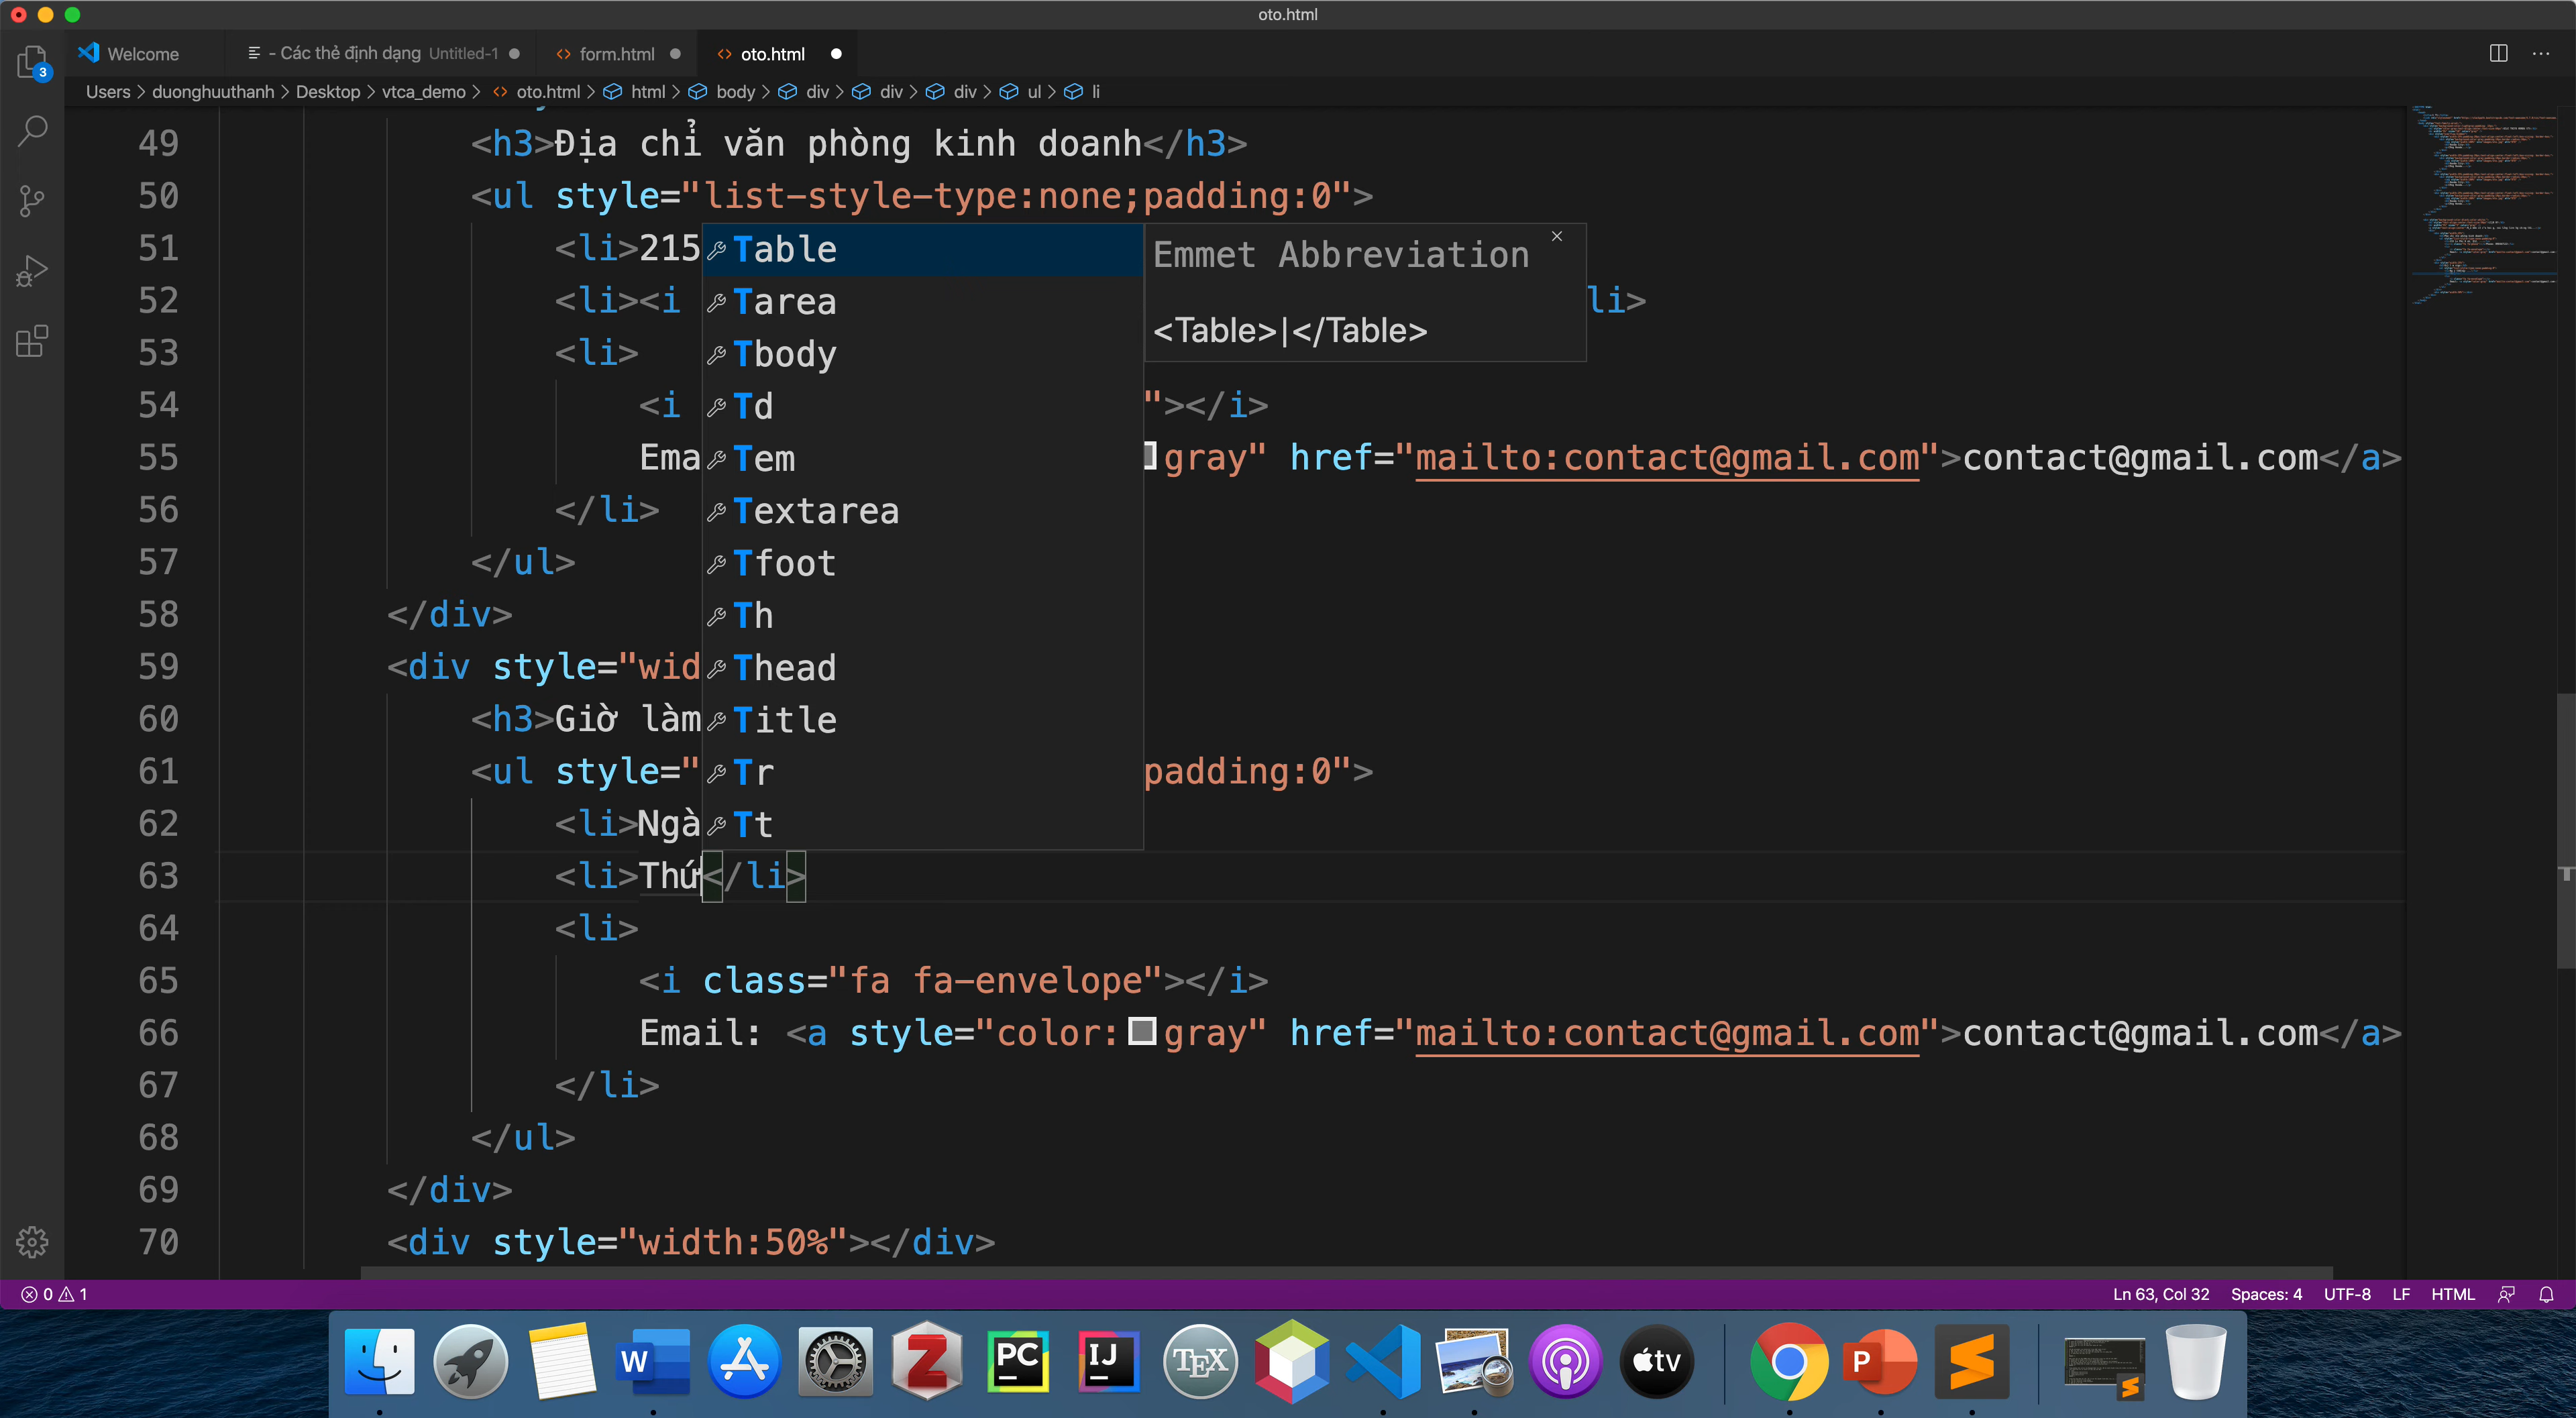 oto.html
Welcome
- Các thẻ định dạng Untitled-1
form.html
oto.html
3
Users > duonghuuthanh > Desktop > vtca_demo > oto.html > html > body > div > div > div > ul > li
49 <h3>Địa chỉ văn phòng kinh doanh</h3>
50 <ul style="list-style-type:none;padding:0">
51 <li>215
52 <li><i li>
53 <li>
54 <i "></i>
55 Ema gray" href="mailto:contact@gmail.com">contact@gmail.com</a>
56 </li>
57 </ul>
58 </div>
59 <div style="wid
60 <h3>Giờ làm
61 <ul style=" padding:0">
62 <li>Ngà
63 <li>Thứ</li>
64 <li>
65 <i class="fa fa-envelope"></i>
66 Email: <a style="color:gray" href="mailto:contact@gmail.com">contact@gmail.com</a>
67 </li>
68 </ul>
69 </div>
70 <div style="width:50%"></div>
Table
Tarea
Tbody
Td
Tem
Textarea
Tfoot
Th
Thead
Title
Tr
Tt
Emmet Abbreviation
<Table>|</Table>
0 1
Ln 63, Col 32 Spaces: 4 UTF-8 LF HTML
W
Z
PC
IJ
TEX
tv
P